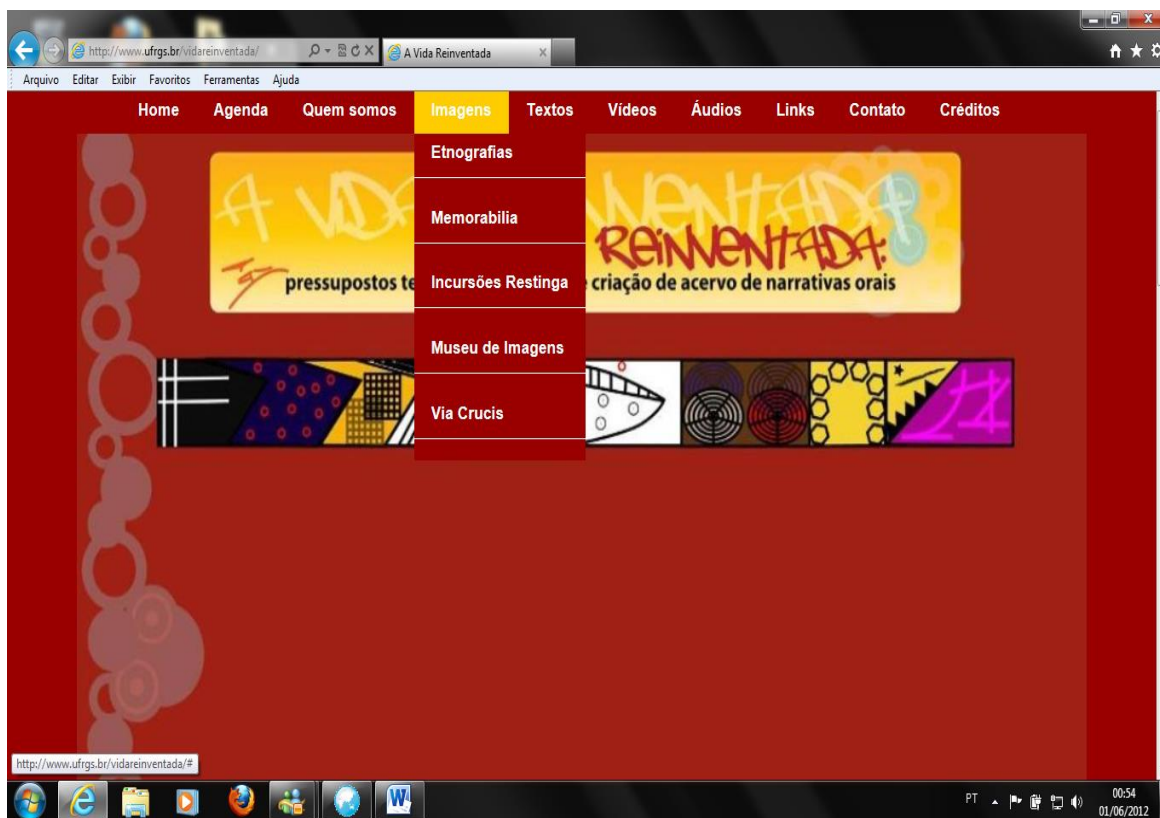 http://www.ufrgs.br/vidareinventada/
A Vida Reinventada
Arquivo Editar Exibir Favoritos Ferramentas Ajuda
Home Agenda Quem somos Imagens Textos Vídeos Áudios Links Contato Créditos
Etnografias
Memorabilia
Incursões Restinga
Museu de Imagens
Via Crucis
A VIDA
REINVENTADA:
pressupostos te
criação de acervo de narrativas orais
http://www.ufrgs.br/vidareinventada/#
PT
00:54
01/06/2012